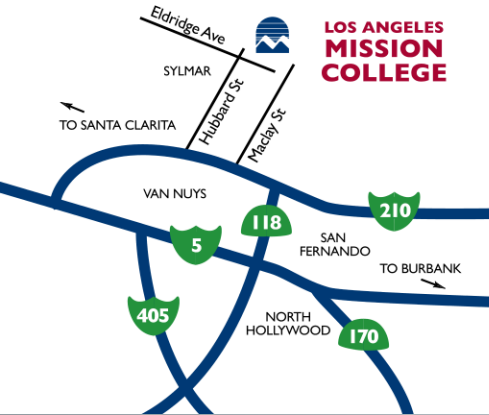 Eldridge Ave
LOS ANGELES
MISSION
COLLEGE
SYLMAR
Hubbard St
Maclay St
TO SANTA CLARITA
VAN NUYS
118
210
5
SAN
FERNANDO
TO BURBANK
405
NORTH
HOLLYWOOD
170